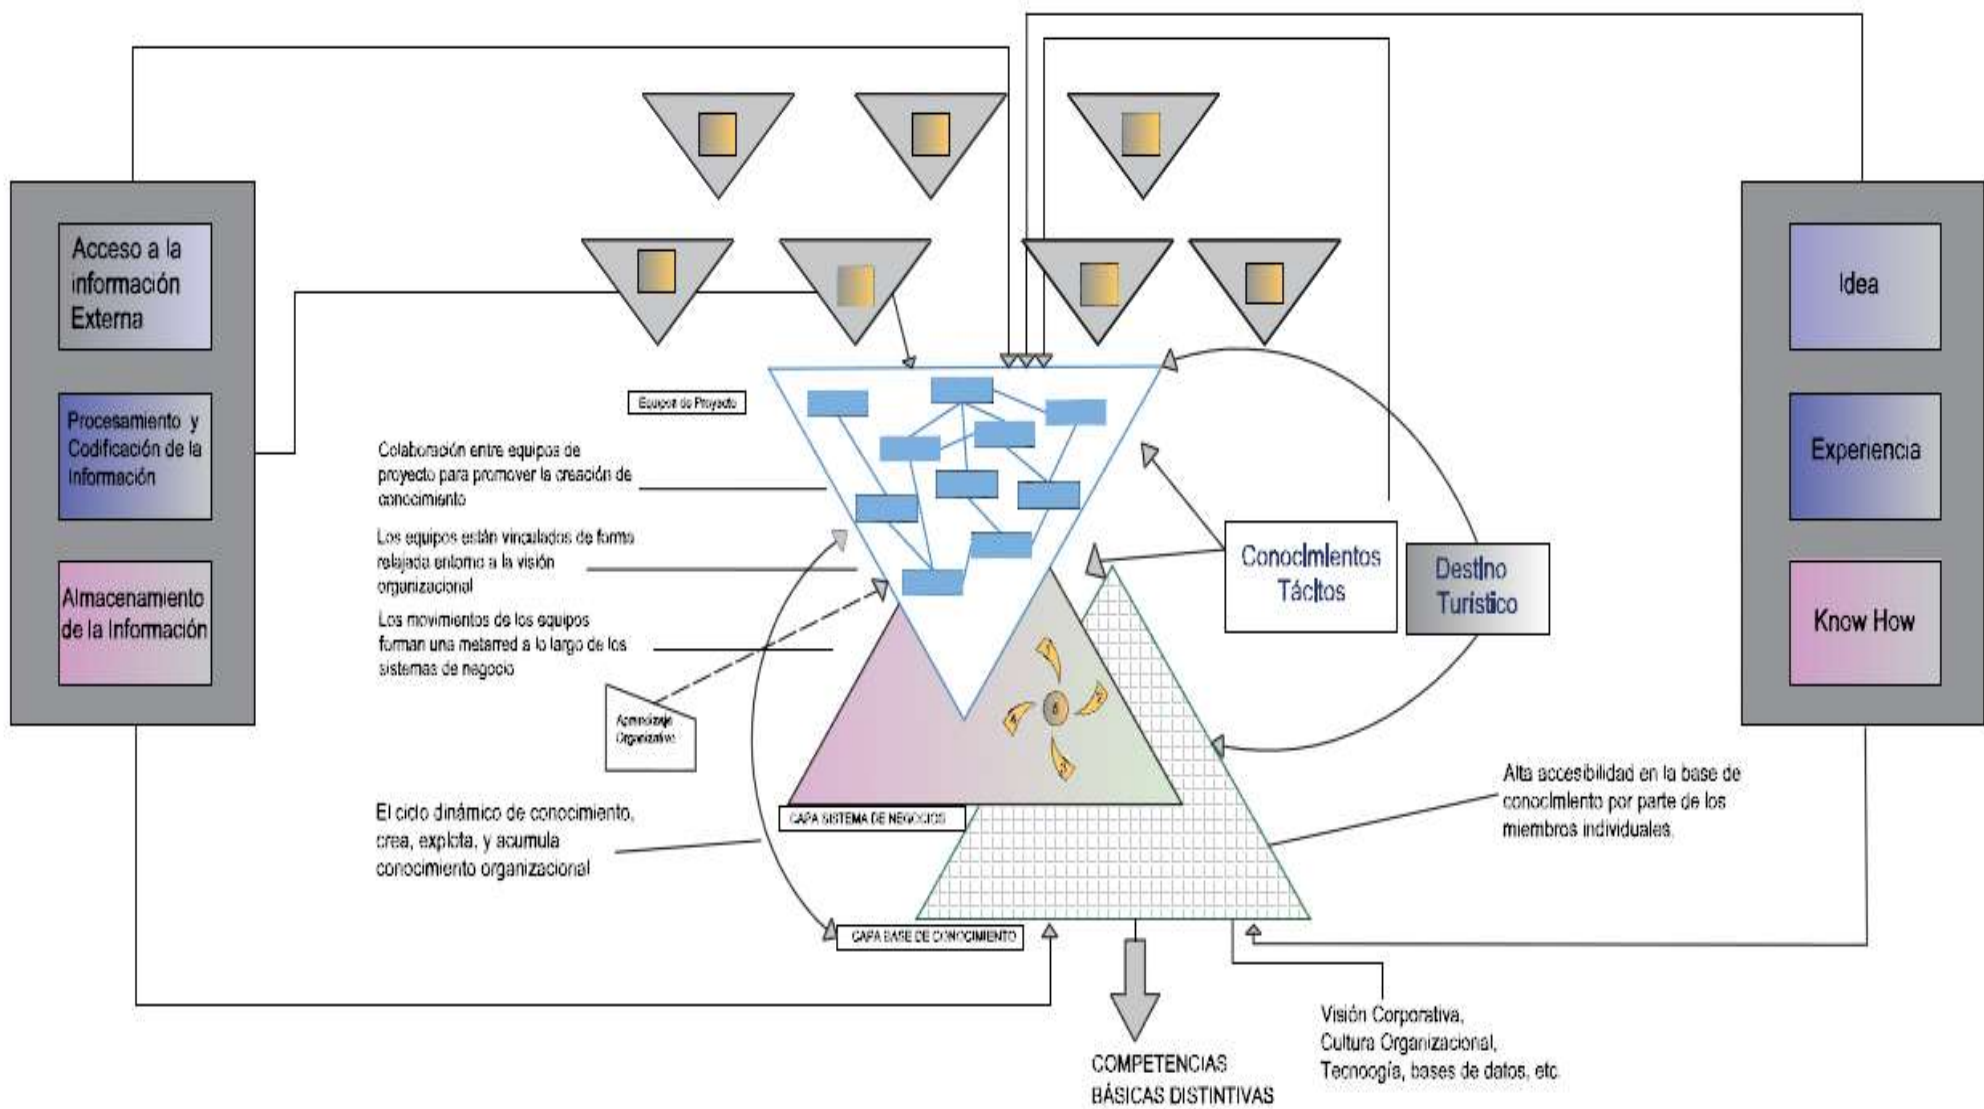 Acceso a la
información
Externa
Procesamiento y
Codificación de la
Información
Almacenamiento
de la Información
Equipos de Proyecto
Colaboración entre equipos de
proyecto para promover la creación de
conocimiento
Los equipos están vinculados de forma
relajada entorno a la visión
organizacional
Los movimientos de los equipos
forman una metarred a lo largo de los
sistemas de negocio
Aprendizaje
Organizativo
El ciclo dinámico de conocimiento,
crea, explota, y acumula
conocimiento organizacional
CAPA SISTEMA DE NEGOCIOS
CAPA BASE DE CONOCIMIENTO
Conocimientos
Tácitos
Destino
Turístico
Idea
Experiencia
Know How
Alta accesibilidad en la base de
conocimiento por parte de los
miembros individuales.
COMPETENCIAS
BÁSICAS DISTINTIVAS
Visión Corporativa,
Cultura Organizacional,
Tecnoogía, bases de datos, etc.